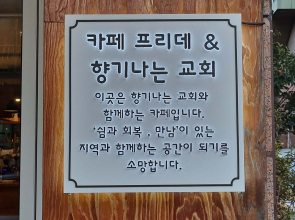 카페 프리데 &
향기나는 교회
이곳은 향기나는 교회와
함께하는 카페입니다.
'쉼과 회복 , 만남'이 있는
지역과 함께하는 공간이 되기를
소망합니다.